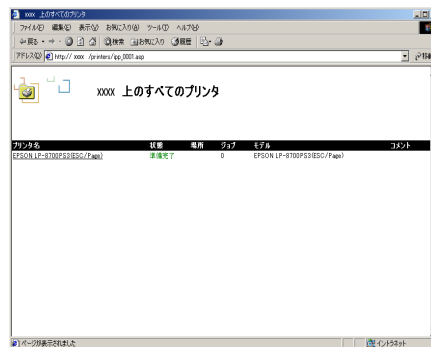 xxxx 上のすべてのプリンタ
ファイル(F) 編集(E) 表示(V) お気に入り(A) ツール(T) ヘルプ(H)
戻る 検索 お気に入り 履歴
アドレス(D) http:// xxxx /printers/ipp_0001.asp 移動
xxxx 上のすべてのプリンタ
プリンタ名 状態 場所 ジョブ モデル コメント
EPSON LP-8700PS3(ESC/Page) 準備完了 0 EPSON LP-8700PS3(ESC/Page)
ページが表示されました イントラネット